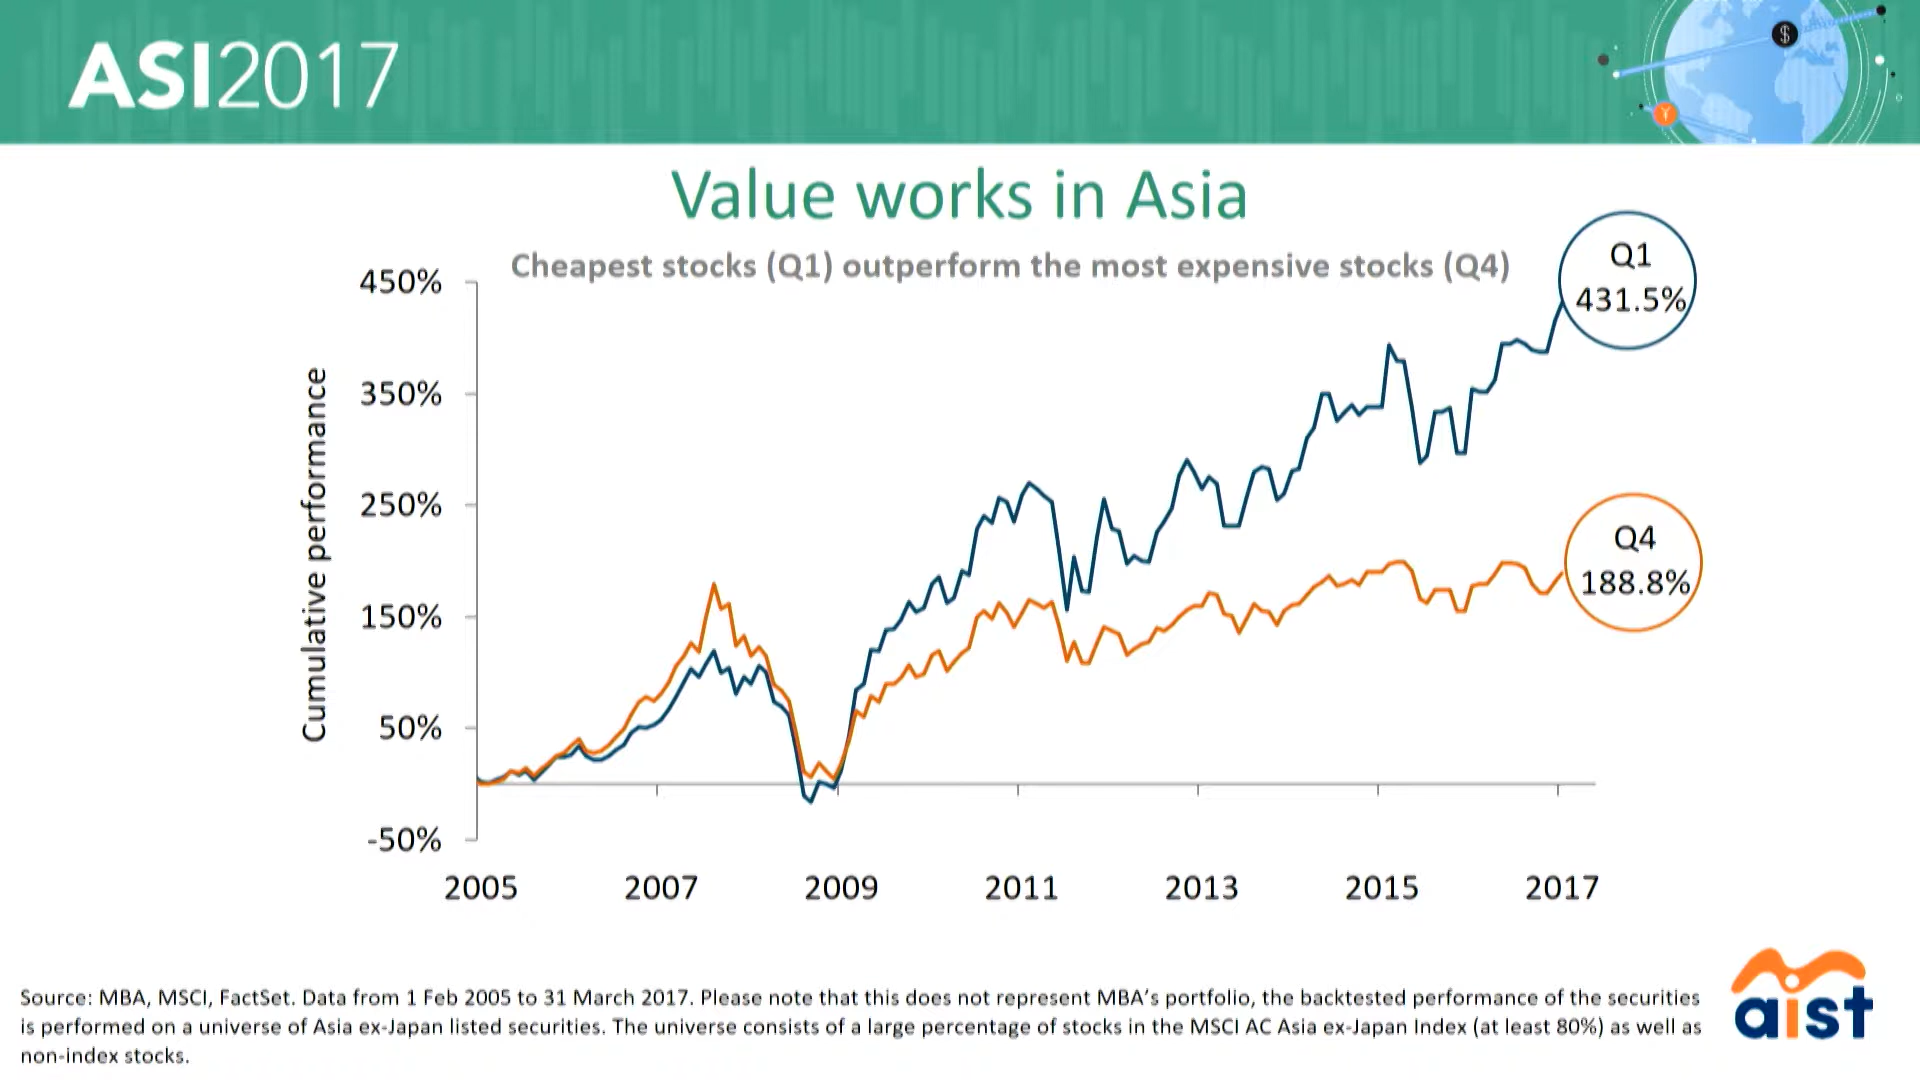 ASI2017
$
¥
Value works in Asia
Cheapest stocks (Q1) outperform the most expensive stocks (Q4)
Q1
431.5%
Q4
188.8%
Cumulative performance
450%
350%
250%
150%
50%
-50%
2005 2007 2009 2011 2013 2015 2017
Source: MBA, MSCI, FactSet. Data from 1 Feb 2005 to 31 March 2017. Please note that this does not represent MBA's portfolio, the backtested performance of the securities
is performed on a universe of Asia ex-Japan listed securities. The universe consists of a large percentage of stocks in the MSCI AC Asia ex-Japan Index (at least 80%) as well as
non-index stocks.
aist